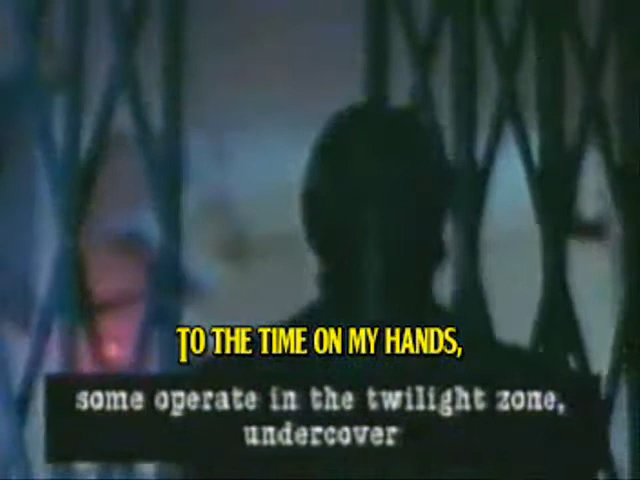 TO THE TIME ON MY HANDS,
some operate in the twilight zone,
undercover